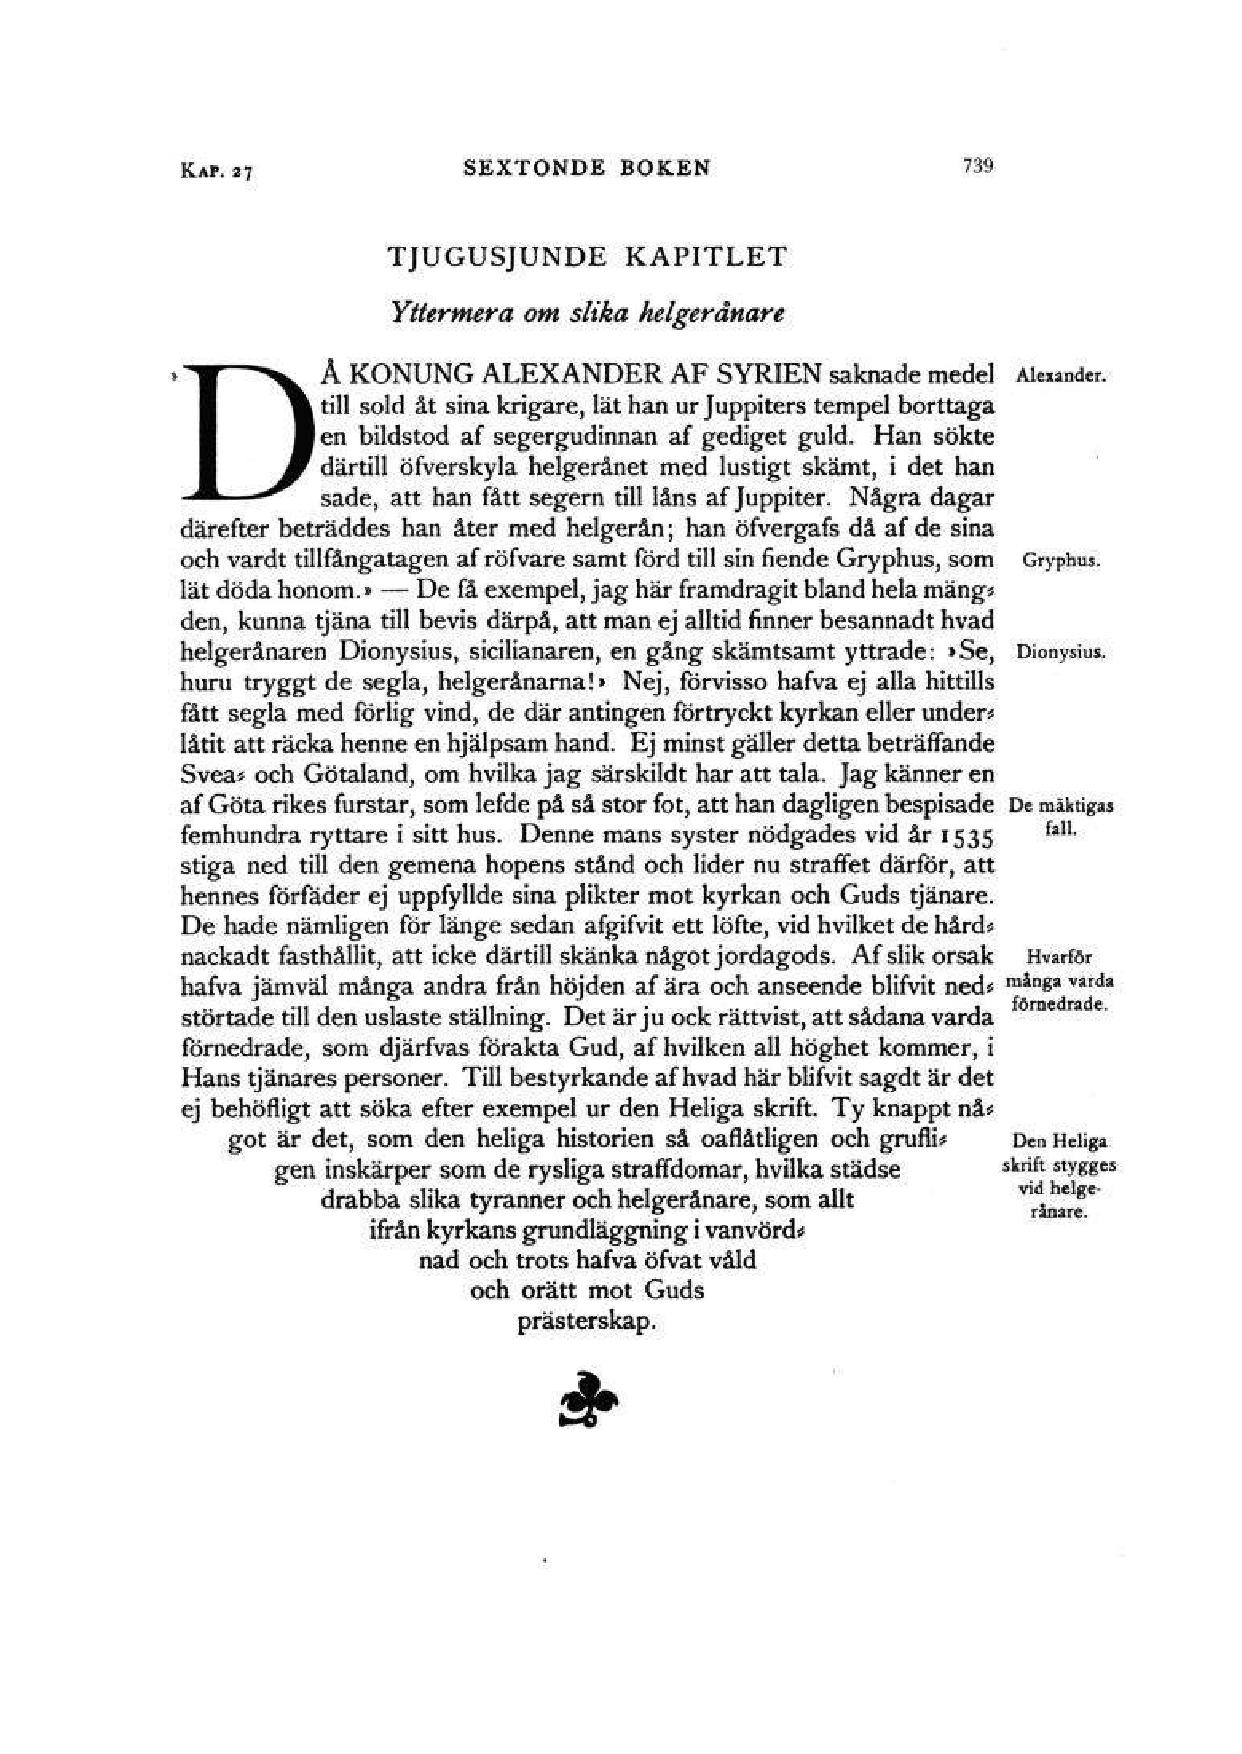 KAP. 27 SEXTONDE BOKEN 739
TJUGUSJUNDE KAPITLET
Yttermera om slika helgerånare
»DÅ KONUNG ALEXANDER AF SYRIEN saknade medel Alexander.
till sold åt sina krigare, lät han ur Juppiters tempel borttaga
en bildstod af segergudinnan af gediget guld. Han sökte
därtill öfverskyla helgerånet med lustigt skämt, i det han
sade, att han fått segern till låns af Juppiter. Några dagar
därefter beträddes han åter med helgerån; han öfvergafs då af de sina
och vardt tillfångatagen af röfvare samt förd till sin fiende Gryphus, som Gryphus.
lät döda honom.» — De få exempel, jag här framdragit bland hela mäng⸗
den, kunna tjäna till bevis därpå, att man ej alltid finner besannadt hvad
helgerånaren Dionysius, sicilianaren, en gång skämtsamt yttrade: »Se, Dionysius.
huru tryggt de segla, helgerånarna!» Nej, förvisso hafva ej alla hittills
fått segla med förlig vind, de där antingen förtryckt kyrkan eller under⸗
låtit att räcka henne en hjälpsam hand. Ej minst gäller detta beträffande
Svea⸗ och Götaland, om hvilka jag särskildt har att tala. Jag känner en
af Göta rikes furstar, som lefde på så stor fot, att han dagligen bespisade De mäktigas
femhundra ryttare i sitt hus. Denne mans syster nödgades vid år 1535 fall.
stiga ned till den gemena hopens stånd och lider nu straffet därför, att
hennes förfäder ej uppfyllde sina plikter mot kyrkan och Guds tjänare.
De hade nämligen för länge sedan afgifvit ett löfte, vid hvilket de hård⸗
nackadt fasthållit, att icke därtill skänka något jordagods. Af slik orsak Hvarför
hafva jämväl många andra från höjden af ära och anseende blifvit ned⸗ många varda
störtade till den uslaste ställning. Det är ju ock rättvist, att sådana varda förnedrade.
förnedrade, som djärfvas förakta Gud, af hvilken all höghet kommer, i
Hans tjänares personer. Till bestyrkande af hvad här blifvit sagdt är det
ej behöfligt att söka efter exempel ur den Heliga skrift. Ty knappt nå⸗
got är det, som den heliga historien så oaflåtligen och grufli⸗ Den Heliga
gen inskärper som de rysliga straffdomar, hvilka städse skrift stygges
drabba slika tyranner och helgerånare, som allt vid helge-
ifrån kyrkans grundläggning i vanvörd⸗ rånare.
nad och trots hafva öfvat våld
och orätt mot Guds
prästerskap.